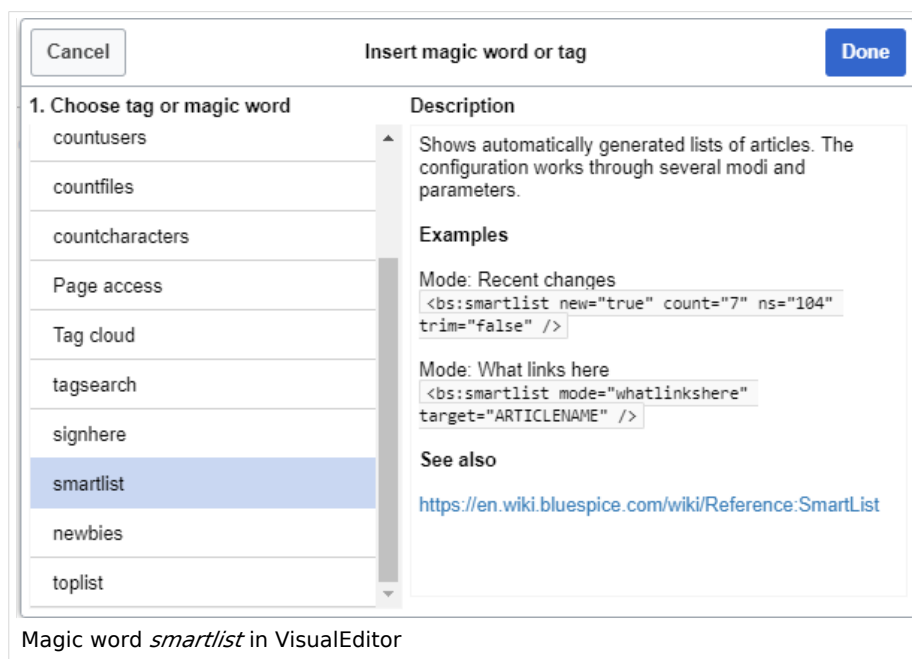 Cancel
Insert magic word or tag
Done
1. Choose tag or magic word
countusers
countfiles
countcharacters
Page access
Tag cloud
tagsearch
signhere
smartlist
newbies
toplist
Description
Shows automatically generated lists of articles. The
configuration works through several modi and
parameters.
Examples
Mode: Recent changes
<bs:smartlist new="true" count="7" ns="104"
trim="false" />
Mode: What links here
<bs:smartlist mode="whatlinkshere"
target="ARTICLENAME" />
See also
https://en.wiki.bluespice.com/wiki/Reference:SmartList
Magic word smartlist in VisualEditor